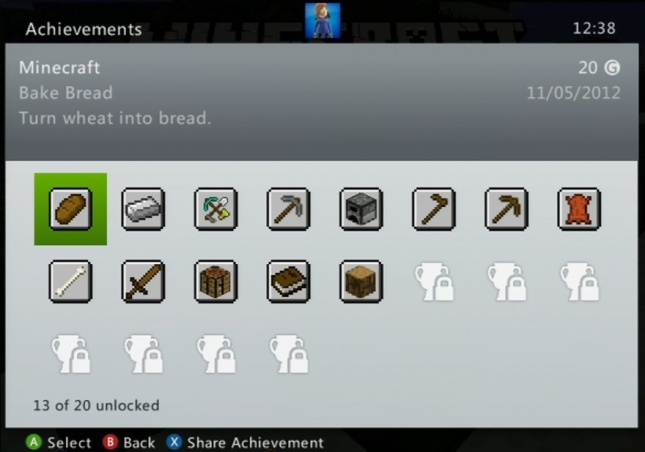 Achievements
12:38
Minecraft
20 G
Bake Bread
11/05/2012
Turn wheat into bread.
13 of 20 unlocked
A Select B Back X Share Achievement